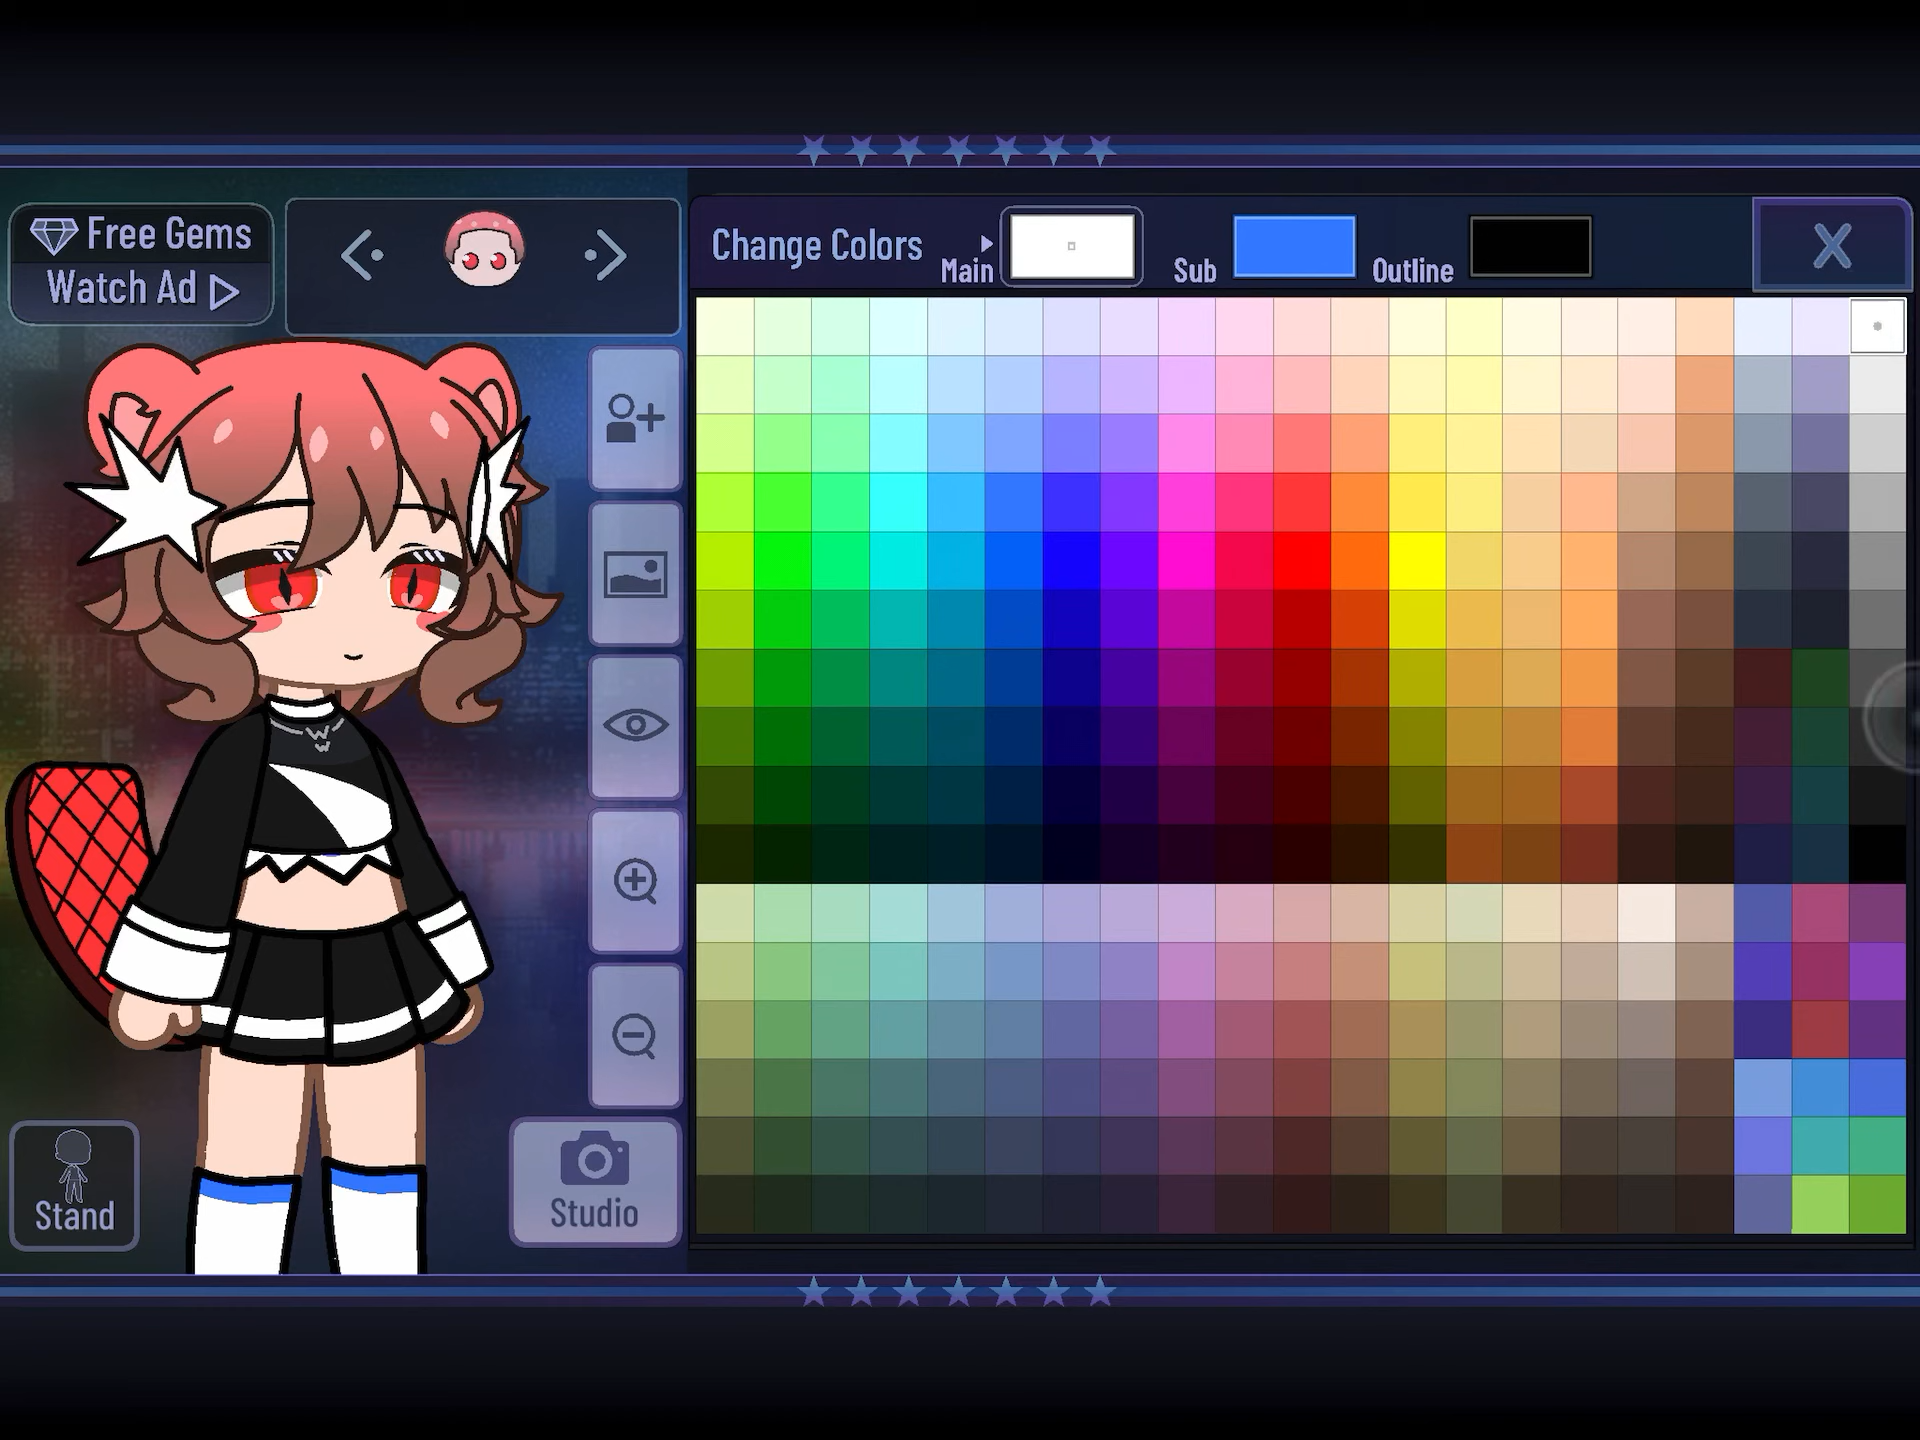 Free Gems
Watch Ad
Change Colors
Main
Sub
Outline
X
Stand
Studio